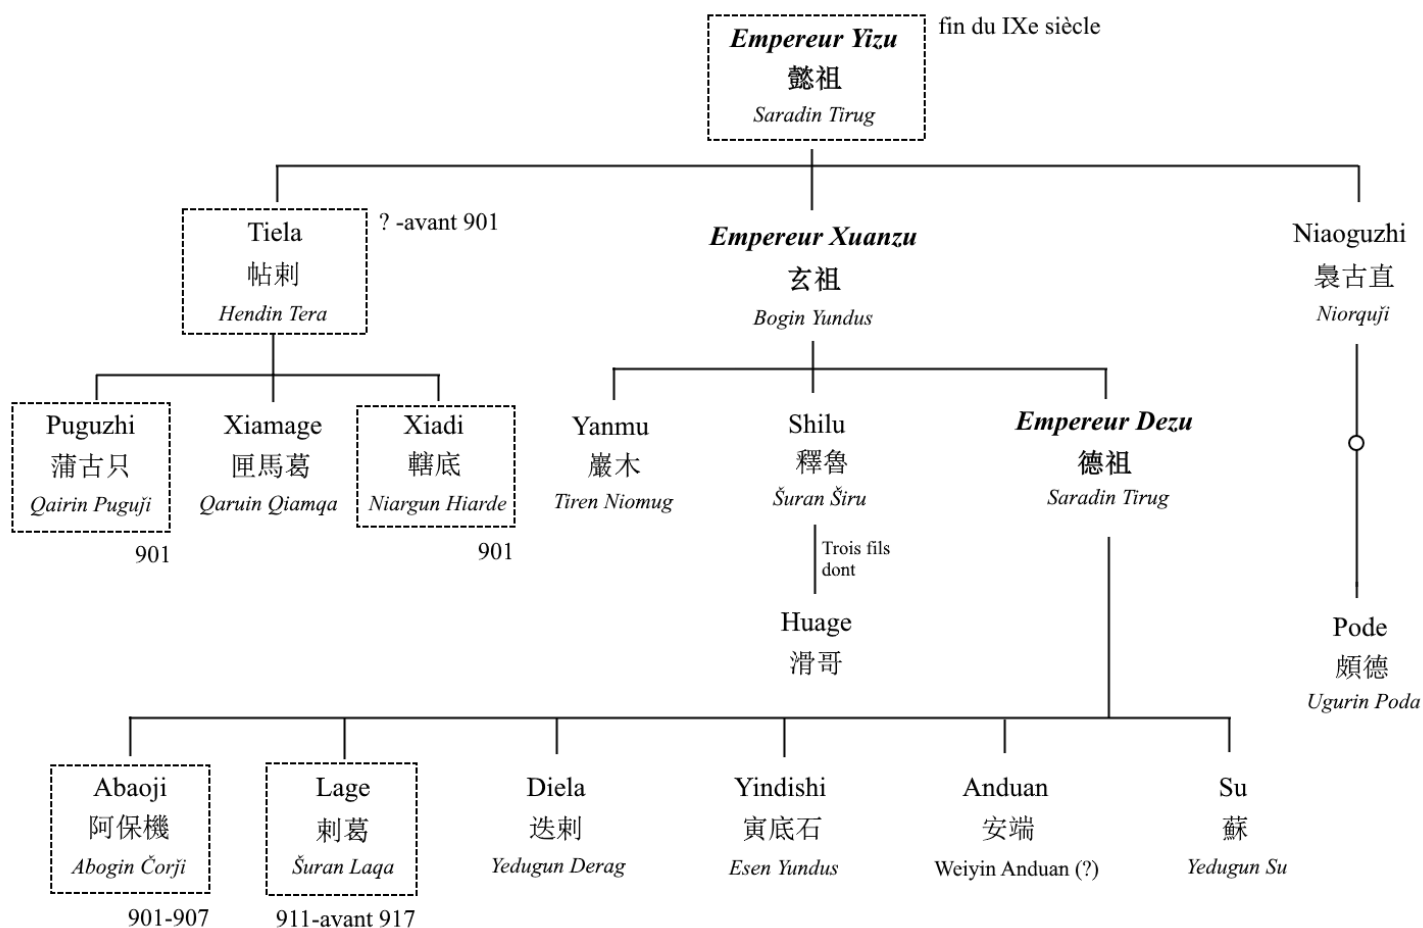 Empereur Yizu
懿祖
Saradin Tirug
fin du IXe siècle
Tiela
帖剌
Hendin Tera
? -avant 901
Empereur Xuanzu
玄祖
Bogin Yundus
Niaoguzhi
裊古直
Niorquǰi
Puguzhi
蒲古只
Qairin Puguǰi
901
Xiamage
匣馬葛
Qaruin Qiamqa
Xiadi
轄底
Niargun Hiarde
901
Yanmu
巖木
Tiren Niomug
Shilu
釋魯
Šuran Širu
Empereur Dezu
德祖
Saradin Tirug
Trois fils
dont
Huage
滑哥
Pode
頗德
Ugurin Poda
Abaoji
阿保機
Abogin Čorǰi
901-907
Lage
剌葛
Šuran Laqa
911-avant 917
Diela
迭剌
Yedugun Derag
Yindishi
寅底石
Esen Yundus
Anduan
安端
Weiyin Anduan (?)
Su
蘇
Yedugun Su